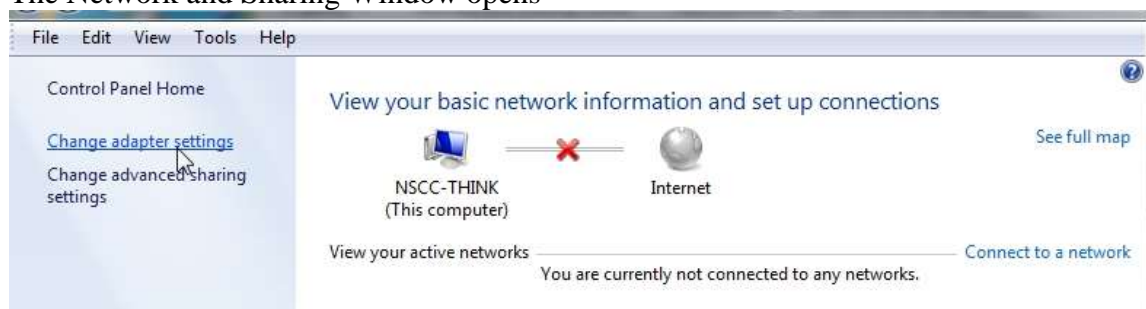 The Network and Sharing Window opens
File Edit View Tools Help
Control Panel Home
View your basic network information and set up connections
Change adapter settings
See full map
Change advanced sharing
settings
NSCC-THINK
(This computer)
Internet
View your active networks
Connect to a network
You are currently not connected to any networks.